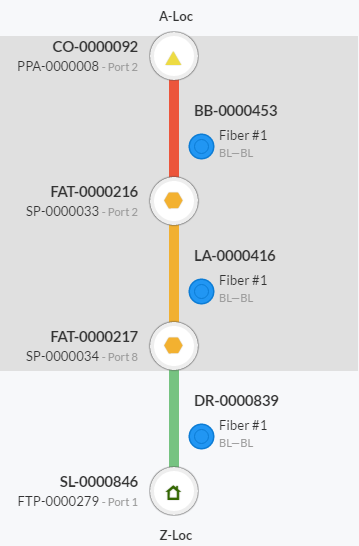 A-Loc
CO-0000092
PPA-0000008 - Port 2
BB-0000453
Fiber #1
BL—BL
FAT-0000216
SP-0000033 - Port 2
LA-0000416
Fiber #1
BL—BL
FAT-0000217
SP-0000034 - Port 8
DR-0000839
Fiber #1
BL—BL
SL-0000846
FTP-0000279 - Port 1
Z-Loc